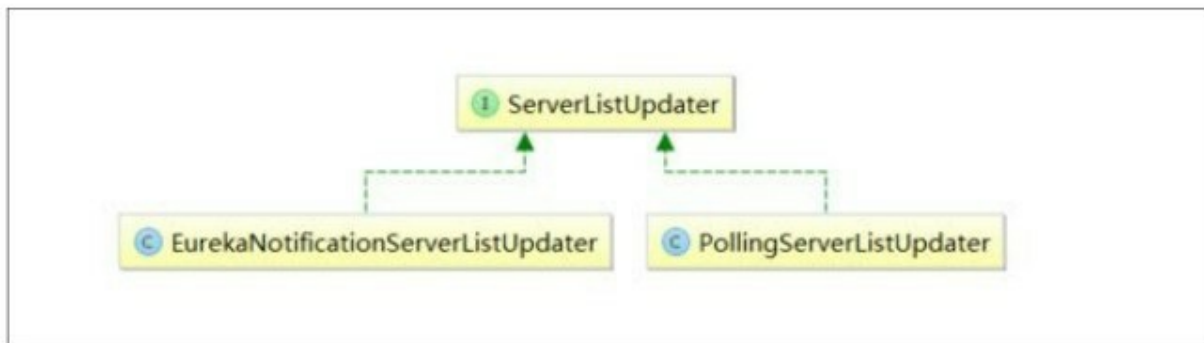 I ServerListUpdater
C EurekaNotificationServerListUpdater
C PollingServerListUpdater